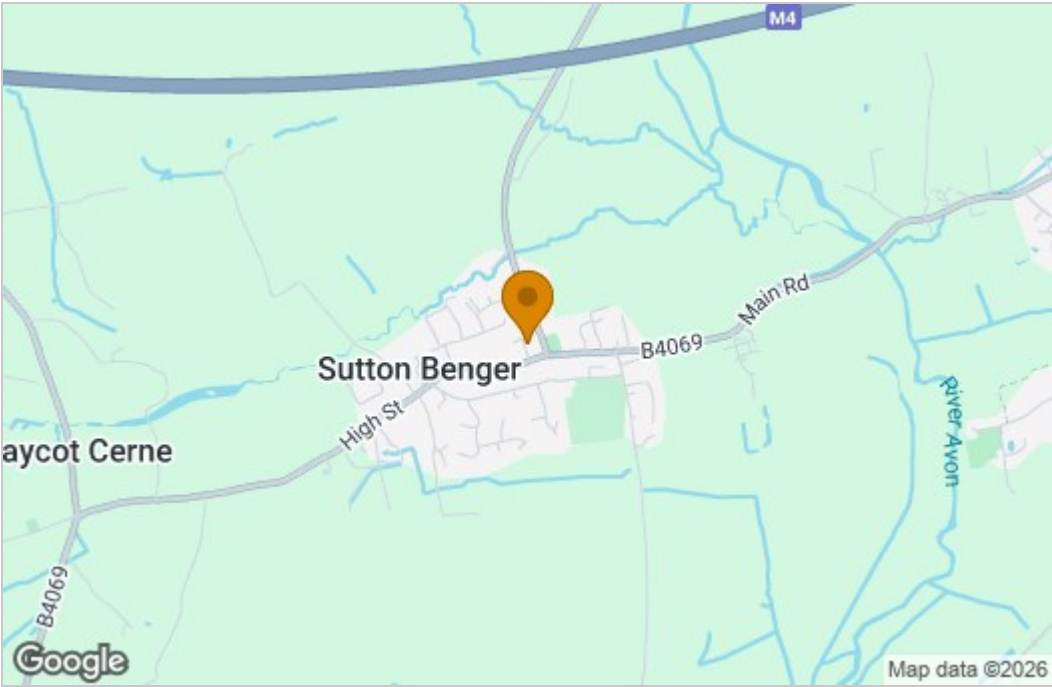 M4
Main Rd
B4069
Sutton Benger
High St
River Avon
aycot Cerne
B4069
Google
Map data ©2026